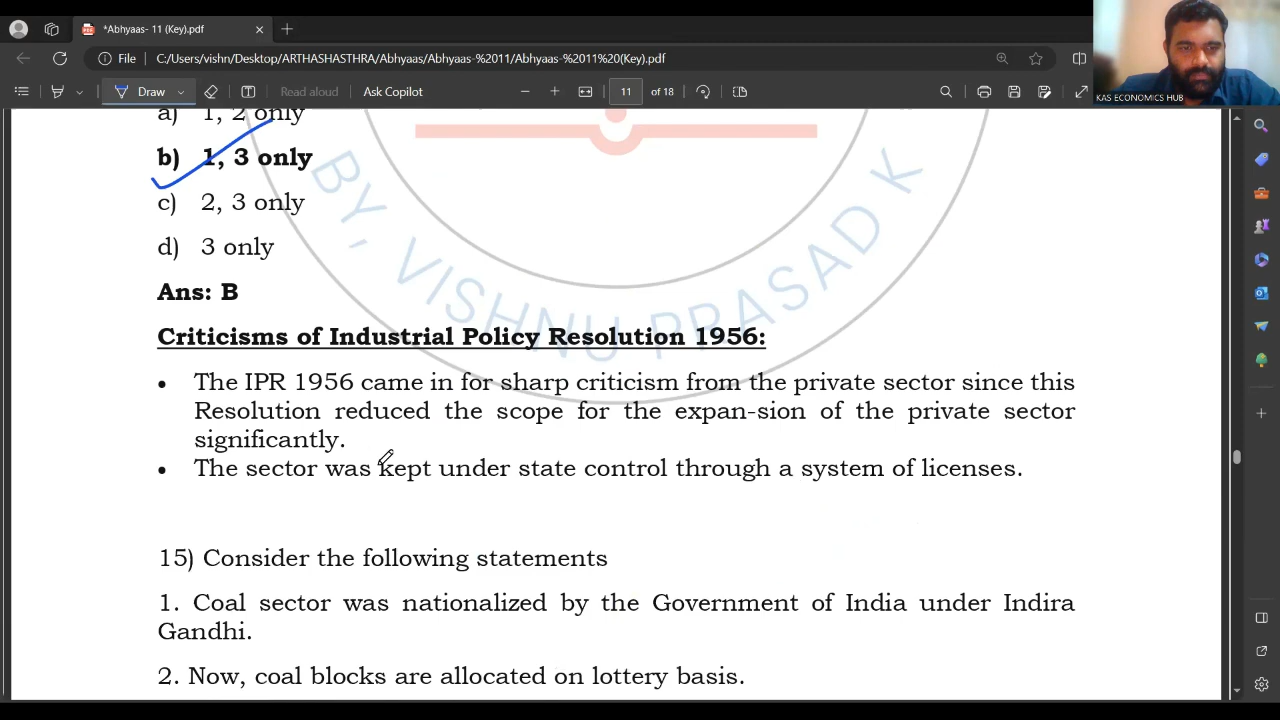 *Abhyaas- 11 (Key).pdf
File
C:/Users/vishn/Desktop/ARTHASHASTHRA/Abhyaas/Abhyaas-%2011/Abhyaas-%2011%20(Key).pdf
Draw
Read aloud
Ask Copilot
11 of 18
KAS ECONOMICS HUB
a) 1, 2 only
b) 1, 3 only
c) 2, 3 only
d) 3 only
Ans: B
BY, VISHNU PRASAD K
Criticisms of Industrial Policy Resolution 1956:
• The IPR 1956 came in for sharp criticism from the private sector since this
Resolution reduced the scope for the expan-sion of the private sector
significantly.
• The sector was kept under state control through a system of licenses.
15) Consider the following statements
1. Coal sector was nationalized by the Government of India under Indira
Gandhi.
2. Now, coal blocks are allocated on lottery basis.